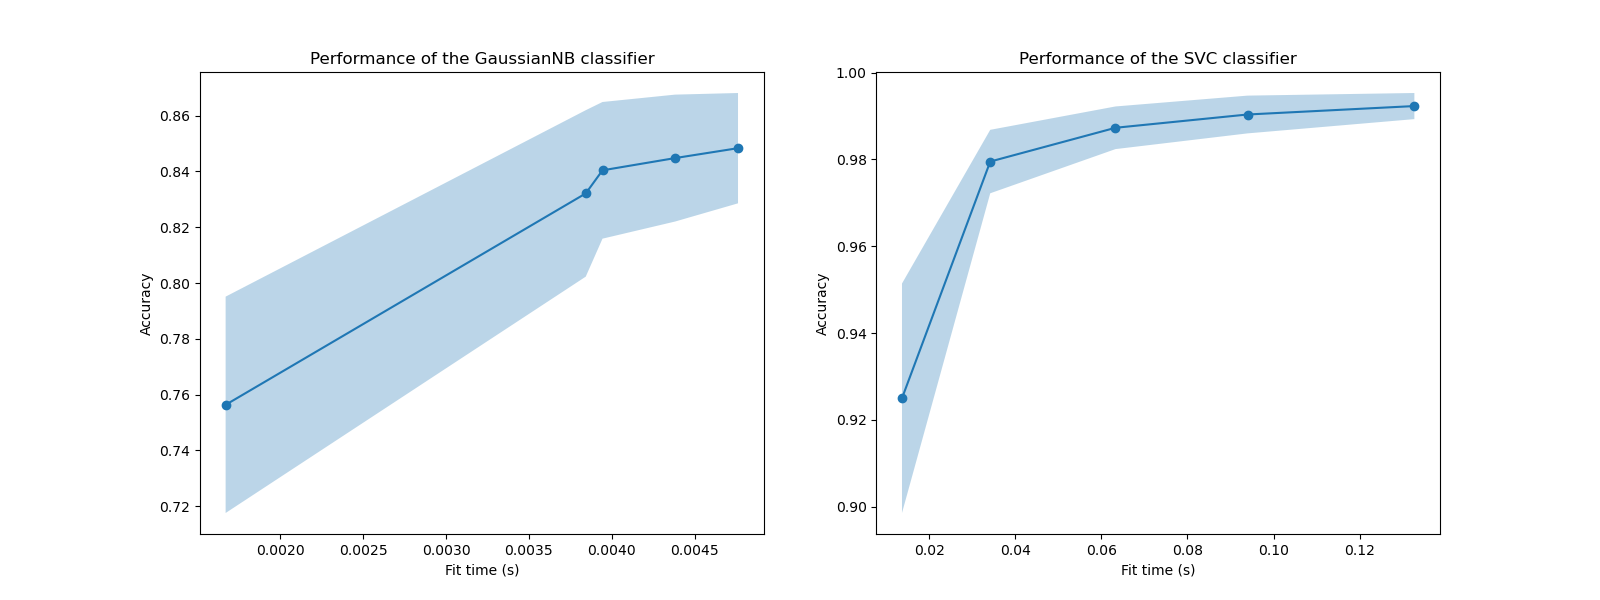 Performance of the GaussianNB classifier
0.86
0.84
0.82
0.80
0.78
0.76
0.74
0.72
Accuracy
0.0020 0.0025 0.0030 0.0035 0.0040 0.0045
Fit time (s)
Performance of the SVC classifier
1.00
0.98
0.96
0.94
0.92
0.90
Accuracy
0.02 0.04 0.06 0.08 0.10 0.12
Fit time (s)